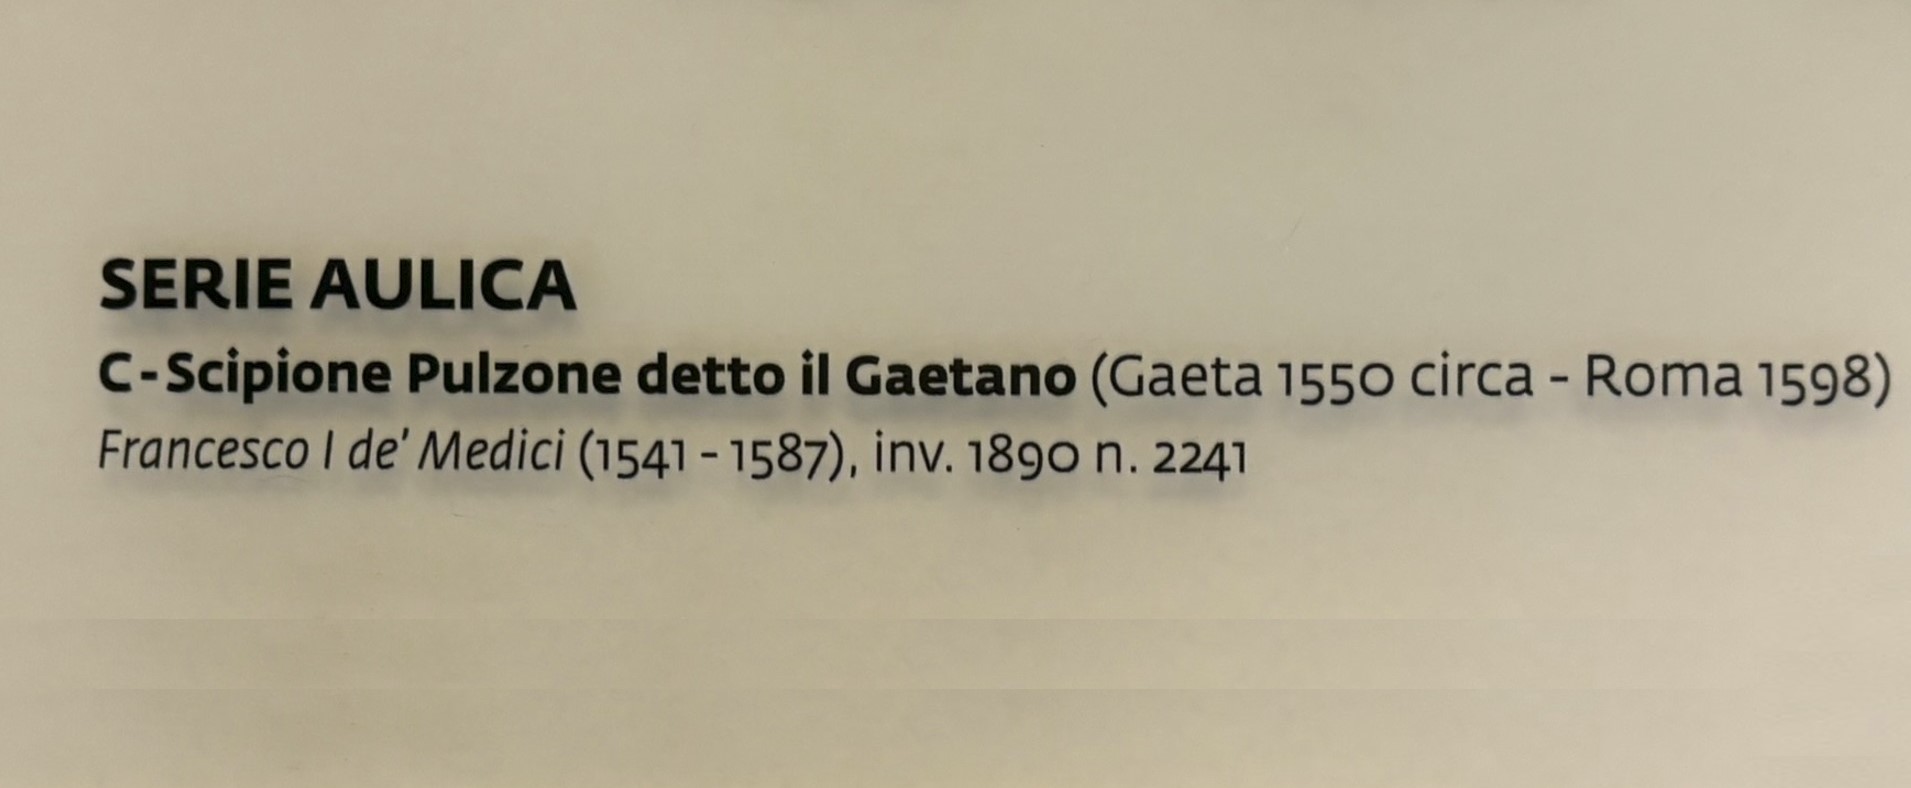 SERIE AULICA
C - Scipione Pulzone detto il Gaetano (Gaeta 1550 circa - Roma 1598)
Francesco I de' Medici (1541 - 1587), inv. 1890 n. 2241